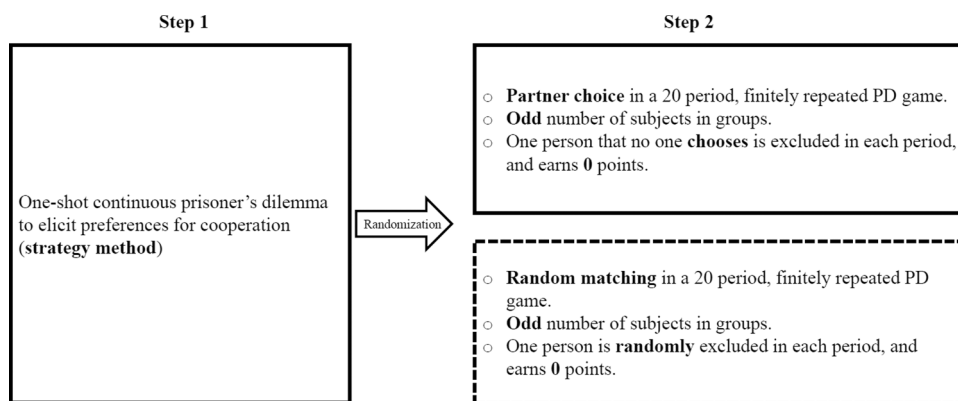 Step 1
One-shot continuous prisoner's dilemma
to elicit preferences for cooperation
(strategy method)
Randomization
Step 2
○ Partner choice in a 20 period, finitely repeated PD game.
○ Odd number of subjects in groups.
○ One person that no one chooses is excluded in each period,
and earns 0 points.
○ Random matching in a 20 period, finitely repeated PD
game.
○ Odd number of subjects in groups.
○ One person is randomly excluded in each period, and
earns 0 points.